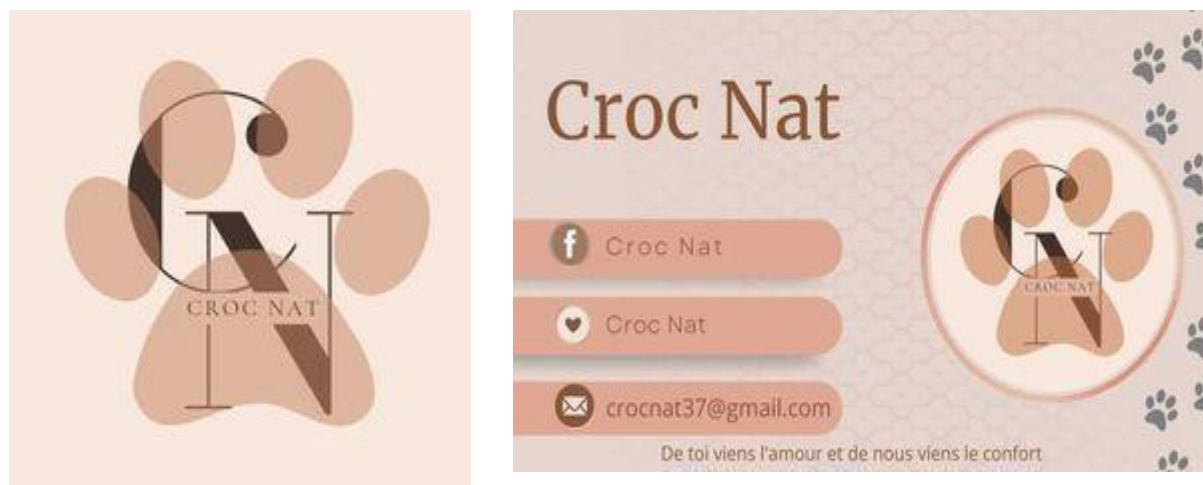 CN
CROC NAT
Croc Nat
f Croc Nat
Croc Nat
crocnat37@gmail.com
CN
CROC NAT
De toi viens l'amour et de nous viens le confort